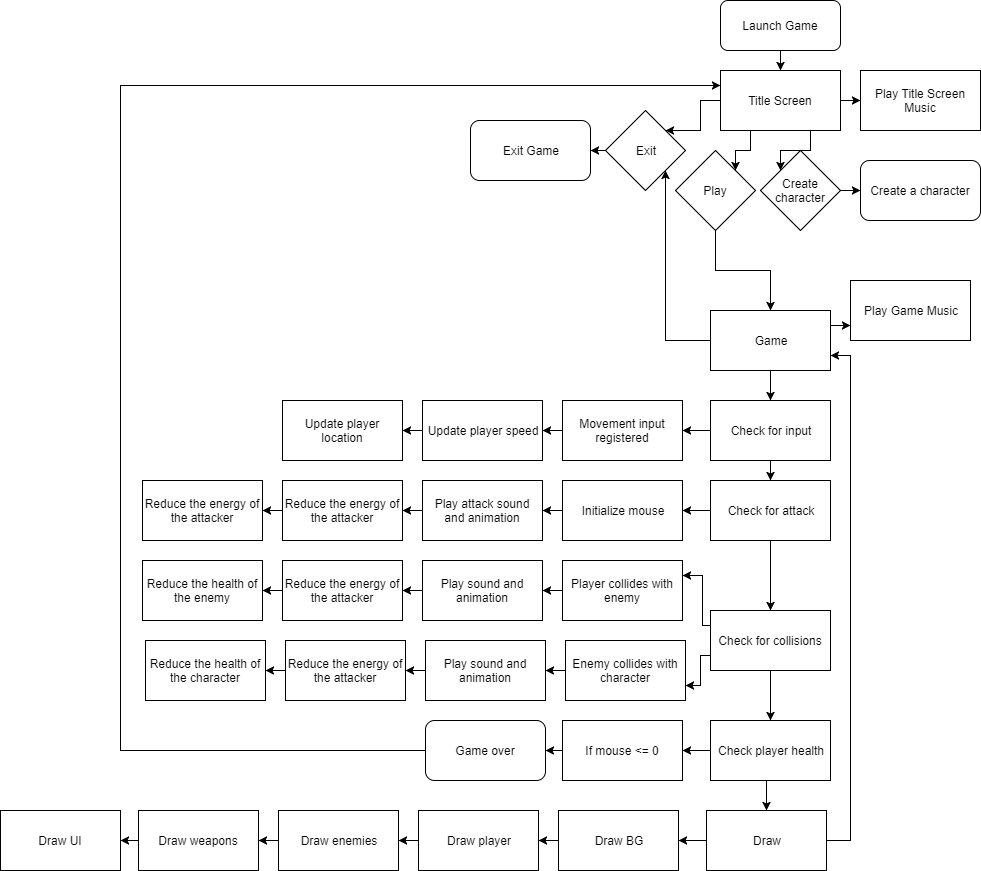 Launch Game
Title Screen
Play Title Screen
Music
Exit Game
Exit
Play
Create
character
Create a character
Play Game Music
Game
Update player
location
Update player speed
Movement input
registered
Check for input
Reduce the energy of
the attacker
Reduce the energy of
the attacker
Play attack sound
and animation
Initialize mouse
Check for attack
Reduce the health of
the enemy
Reduce the energy of
the attacker
Play sound and
animation
Player collides with
enemy
Check for collisions
Reduce the health of
the character
Reduce the energy of
the attacker
Play sound and
animation
Enemy collides with
character
Game over
If mouse <= 0
Check player health
Draw UI
Draw weapons
Draw enemies
Draw player
Draw BG
Draw